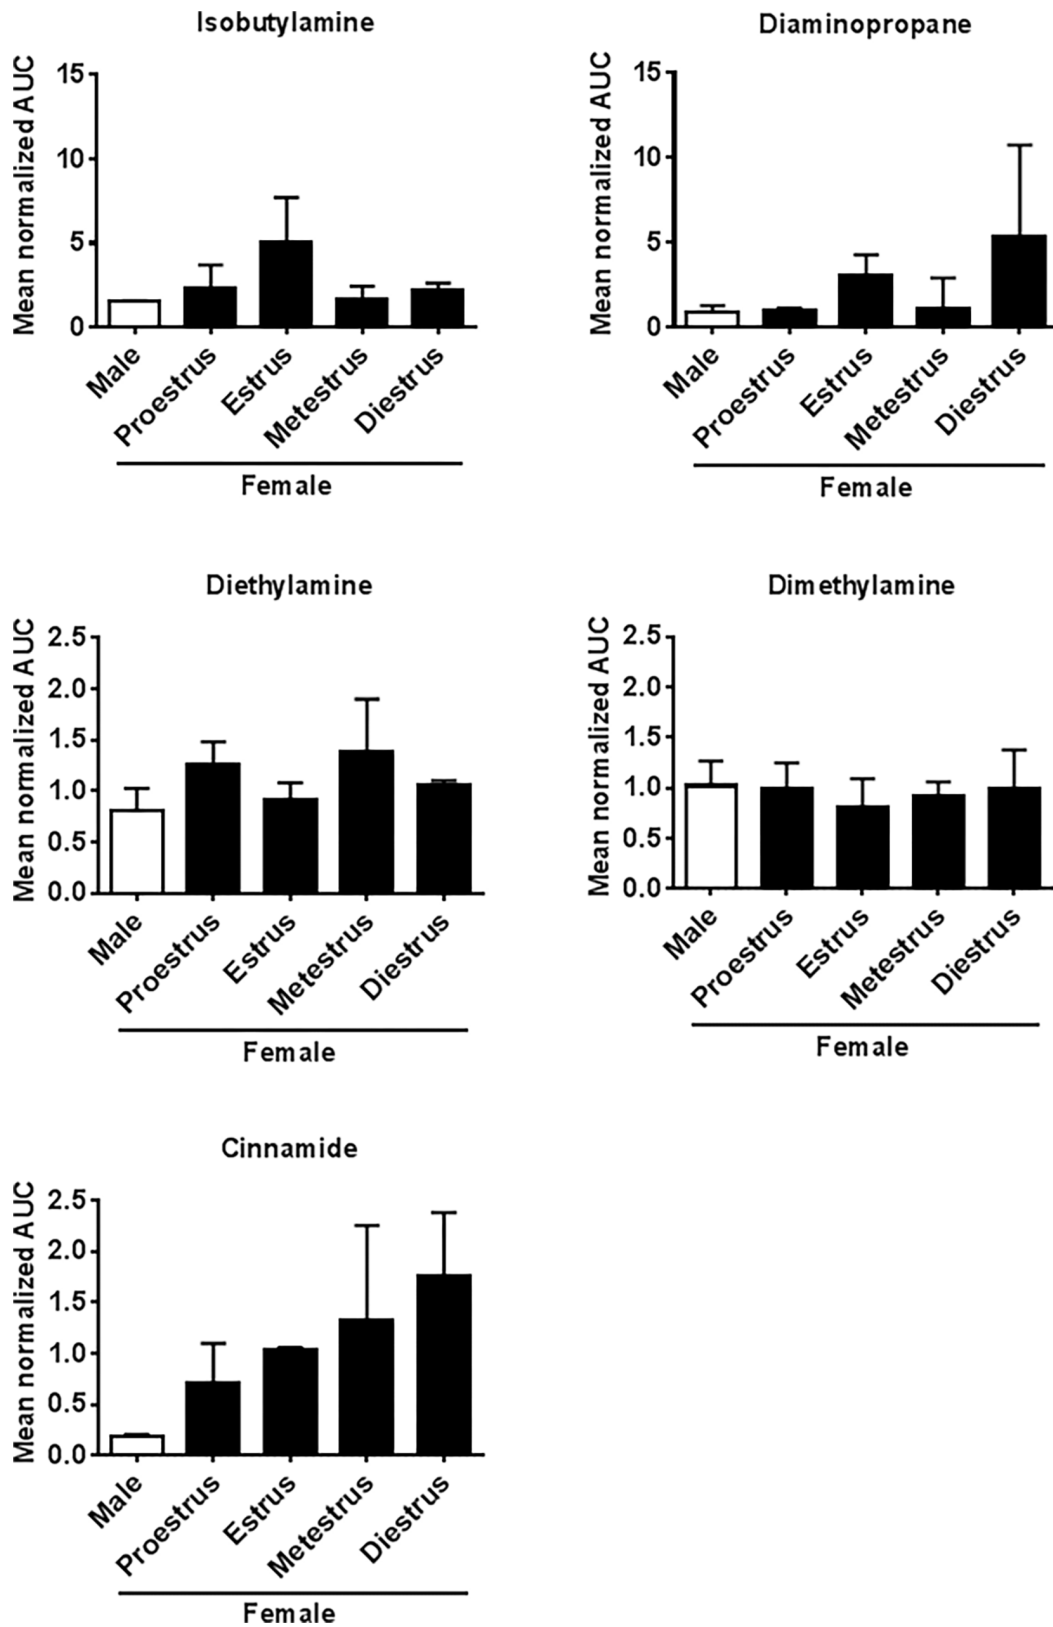 Isobutylamine
Mean normalized AUC
15
10
5
0
Male
Proestrus
Estrus
Metestrus
Diestrus
Female
Diaminopropane
Mean normalized AUC
15
10
5
0
Male
Proestrus
Estrus
Metestrus
Diestrus
Female
Diethylamine
Mean normalized AUC
2.5
2.0
1.5
1.0
0.5
0.0
Male
Proestrus
Estrus
Metestrus
Diestrus
Female
Dimethylamine
Mean normalized AUC
2.5
2.0
1.5
1.0
0.5
0.0
Male
Proestrus
Estrus
Metestrus
Diestrus
Female
Cinnamide
Mean normalized AUC
2.5
2.0
1.5
1.0
0.5
0.0
Male
Proestrus
Estrus
Metestrus
Diestrus
Female